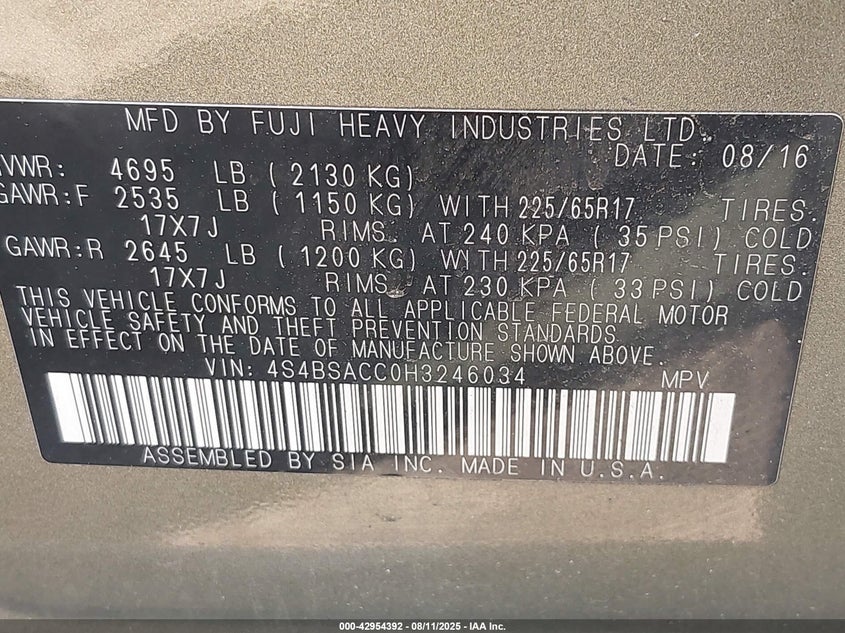 MFD BY FUJI HEAVY INDUSTRIES LTD.
DATE: 08/16
VWR: 4695 LB ( 2130 KG)
GAWR:F 2535 LB ( 1150 KG) WITH 225/65R17 TIRES.
17X7J RIMS. AT 240 KPA ( 35 PSI) COLD
GAWR:R 2645 LB ( 1200 KG) WITH 225/65R17 TIRES.
17X7J RIMS. AT 230 KPA ( 33 PSI) COLD
THIS VEHICLE CONFORMS TO ALL APPLICABLE FEDERAL MOTOR
VEHICLE SAFETY AND THEFT PREVENTION STANDARDS
IN EFFECT ON THE DATE OF MANUFACTURE SHOWN ABOVE.
VIN: 4S4BSACC0H3246034 MPV
ASSEMBLED BY SIA INC. MADE IN U.S.A.
000-42954392 - 08/11/2025 - IAA Inc.